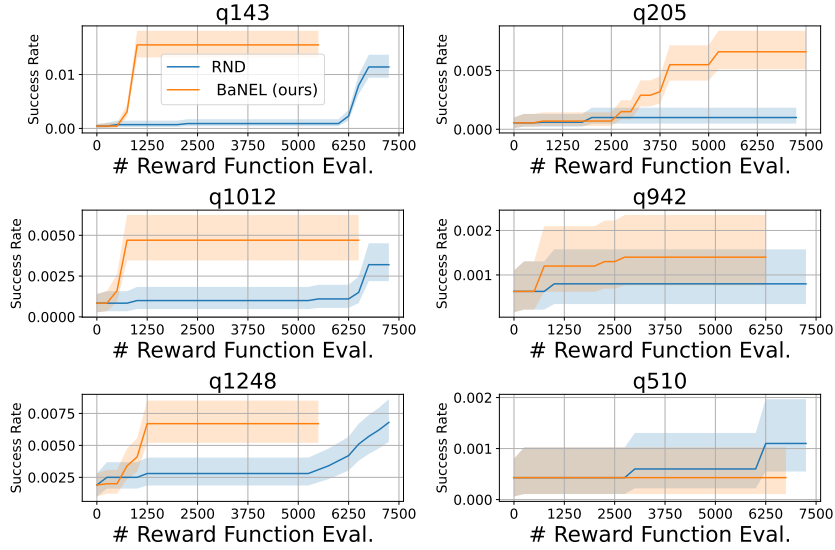 q143
Success Rate
0.01
0.00
RND
BaNEL (ours)
0 1250 2500 3750 5000 6250 7500
# Reward Function Eval.
q205
Success Rate
0.005
0.000
0 1250 2500 3750 5000 6250 7500
# Reward Function Eval.
q1012
Success Rate
0.0050
0.0025
0.0000
0 1250 2500 3750 5000 6250 7500
# Reward Function Eval.
q942
Success Rate
0.002
0.001
0 1250 2500 3750 5000 6250 7500
# Reward Function Eval.
q1248
Success Rate
0.0075
0.0050
0.0025
0 1250 2500 3750 5000 6250 7500
# Reward Function Eval.
q510
Success Rate
0.002
0.001
0.000
0 1250 2500 3750 5000 6250 7500
# Reward Function Eval.